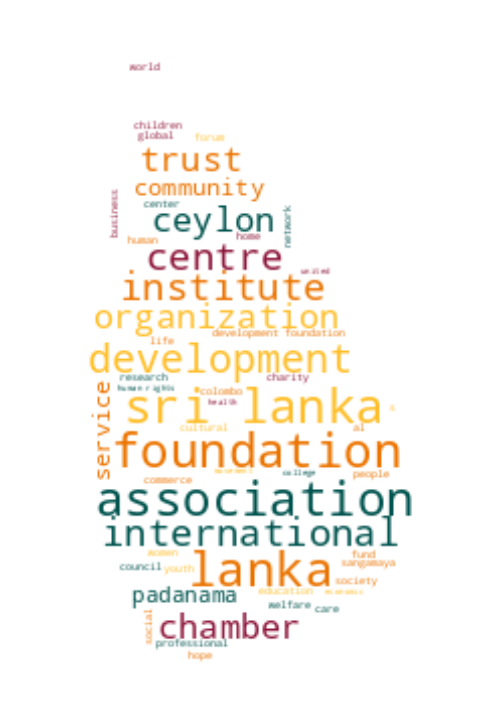 world
children
global
forum
trust
community
business
center
ceylon
network
human
home
centre
united
institute
organization
development foundation
life
development
research
charity
human rights
colombo
service
sri lanka
health
cultural
al
foundation
college
people
commerce
association
international
women
fund
lanka
sangamaya
council
youth
society
padanama
education
economic
welfare
care
social
chamber
professional
hope